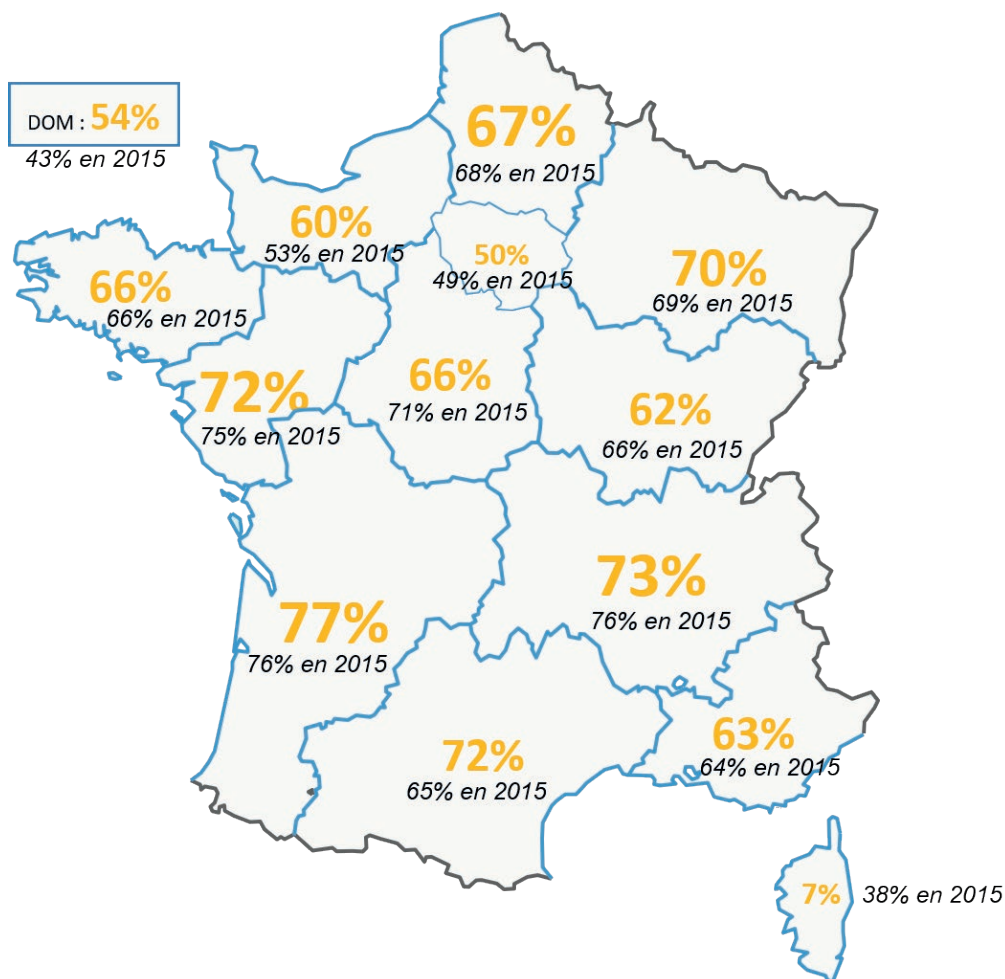 DOM : 54%
43% en 2015
67%
68% en 2015
60%
53% en 2015
50%
49% en 2015
70%
69% en 2015
66%
66% en 2015
72%
75% en 2015
66%
71% en 2015
62%
66% en 2015
73%
76% en 2015
77%
76% en 2015
72%
65% en 2015
63%
64% en 2015
7%
38% en 2015